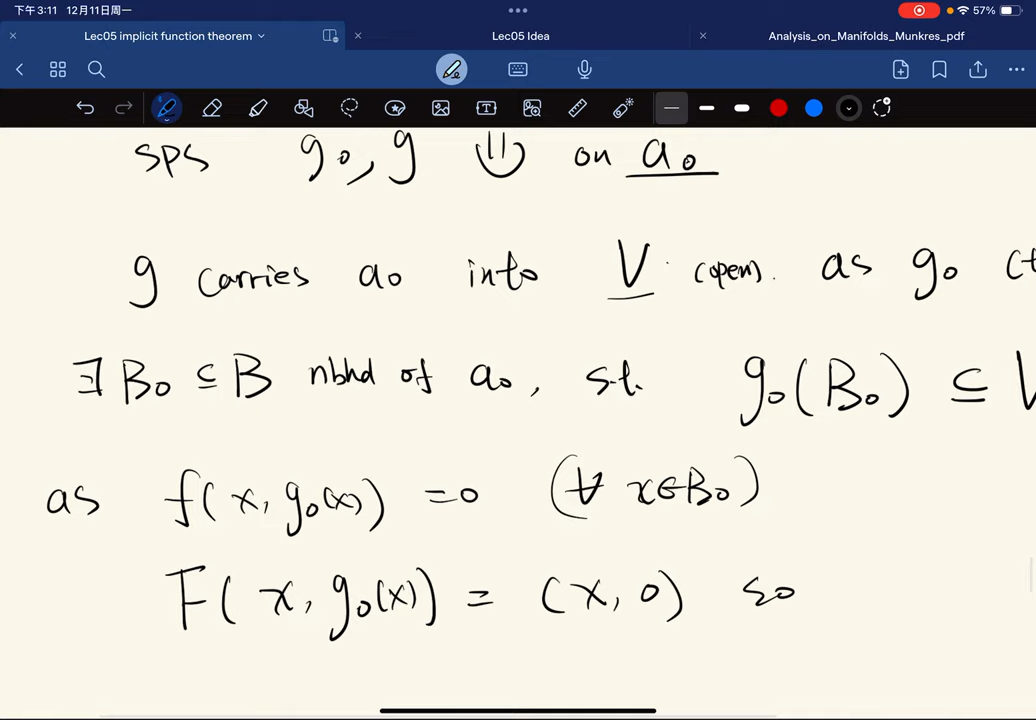 下午3:11 12月11日周一
57%
Lec05 implicit function theorem
Lec05 Idea
Analysis_on_Manifolds_Munkres_pdf
sps g₀, g on a₀
g carries a₀ into V (open). as g₀ ct
∃ B₀ ⊆ B nbhd of a₀, s.t. g₀(B₀) ⊆ V
as f(x, g₀(x)) = 0 (∀ x∈B₀)
F(x, g₀(x)) = (x, 0) so